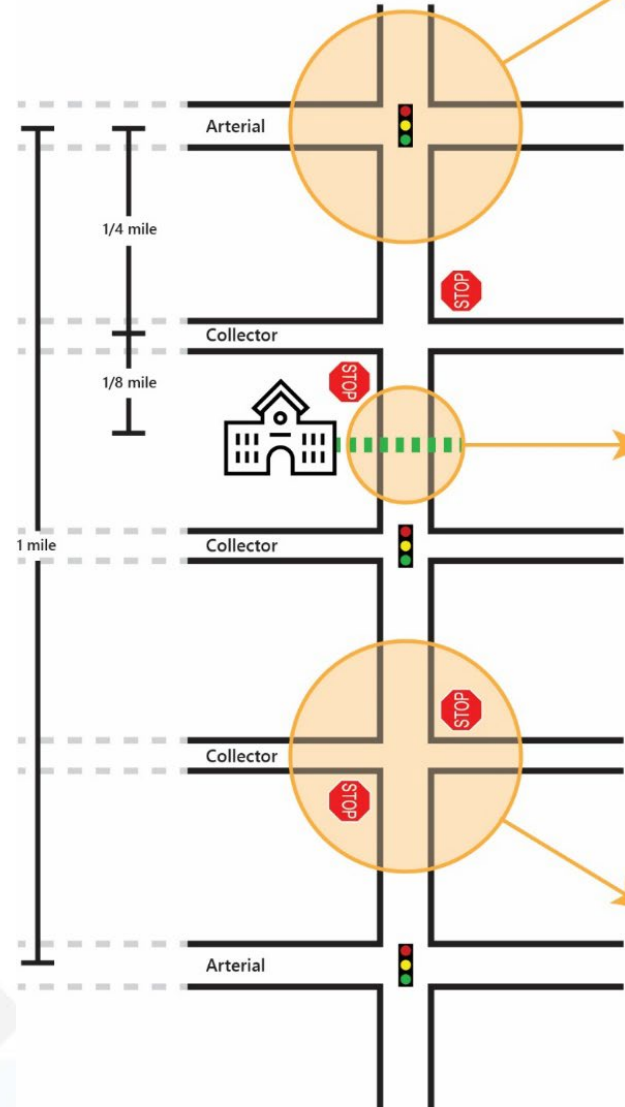 Arterial
1/4 mile
STOP
Collector
STOP
1/8 mile
1 mile
Collector
STOP
Collector
STOP
Arterial